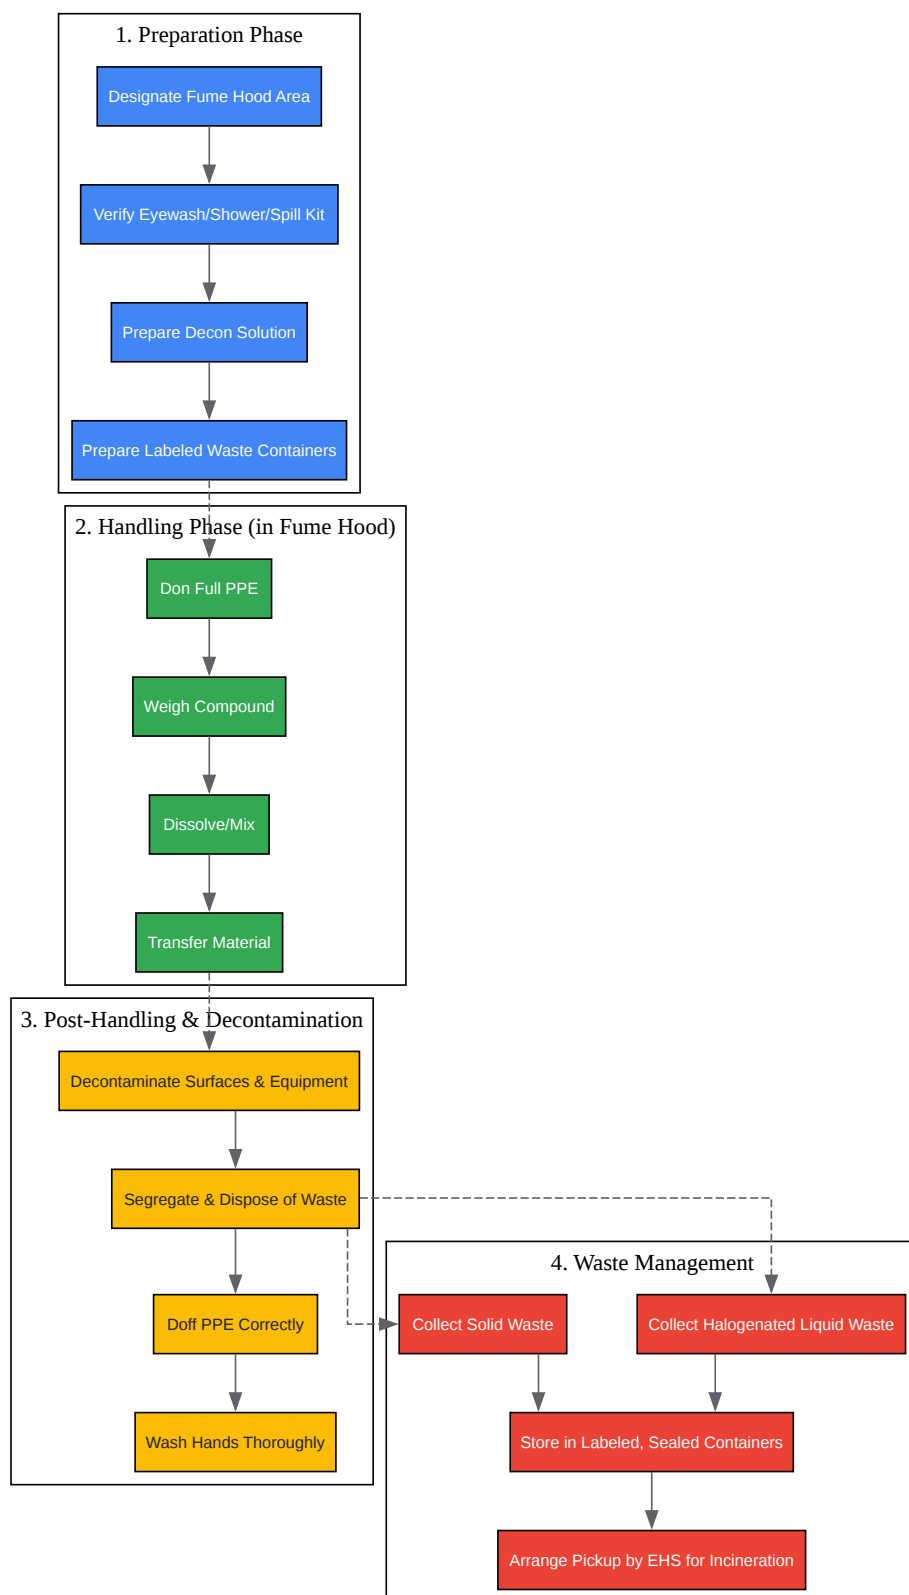 1. Preparation Phase
Designate Fume Hood Area
Verify Eyewash/Shower/Spill Kit
Prepare Decon Solution
Prepare Labeled Waste Containers
2. Handling Phase (in Fume Hood)
Don Full PPE
Weigh Compound
Dissolve/Mix
Transfer Material
3. Post-Handling & Decontamination
Decontaminate Surfaces & Equipment
Segregate & Dispose of Waste
Doff PPE Correctly
Wash Hands Thoroughly
4. Waste Management
Collect Solid Waste
Collect Halogenated Liquid Waste
Store in Labeled, Sealed Containers
Arrange Pickup by EHS for Incineration